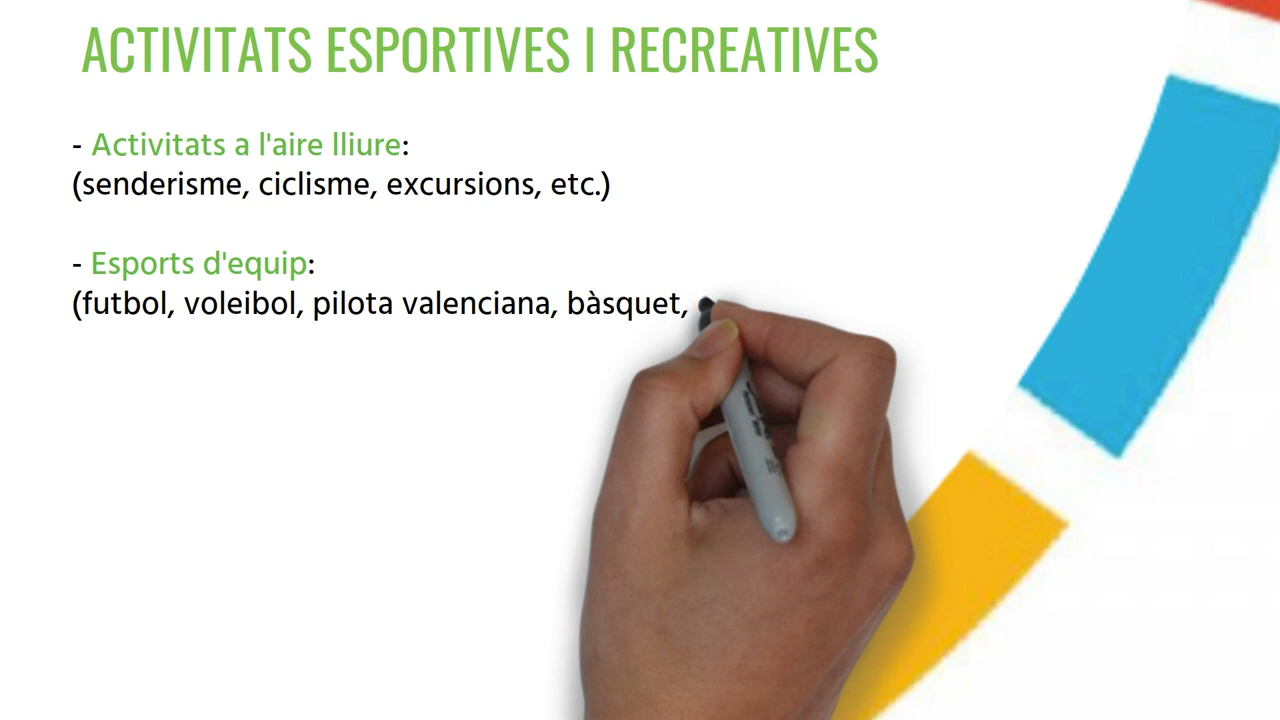 ACTIVITATS ESPORTIVES I RECREATIVES
- Activitats a l'aire lliure:
(senderisme, ciclisme, excursions, etc.)
- Esports d'equip:
(futbol, voleibol, pilota valenciana, bàsquet,